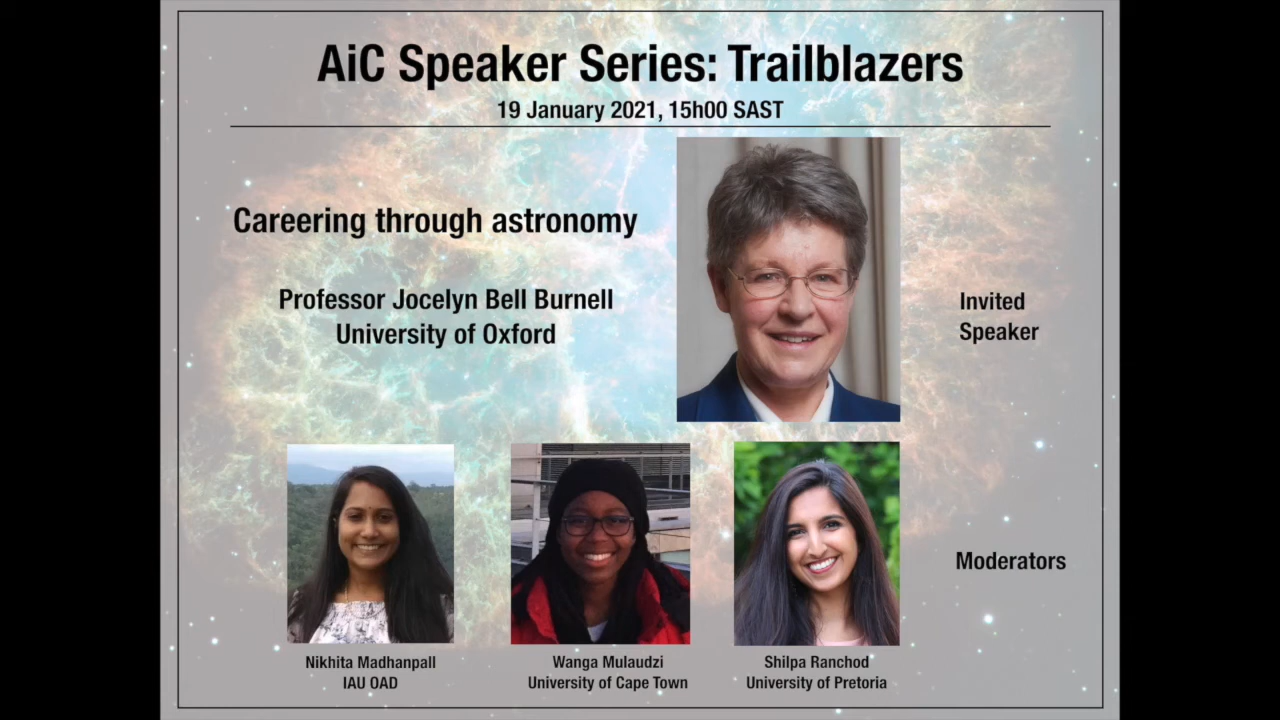 AiC Speaker Series: Trailblazers
19 January 2021, 15h00 SAST
Careering through astronomy
Professor Jocelyn Bell Burnell
University of Oxford
Invited
Speaker
Moderators
Nikhita Madhanpall
IAU OAD
Wanga Mulaudzi
University of Cape Town
Shilpa Ranchod
University of Pretoria